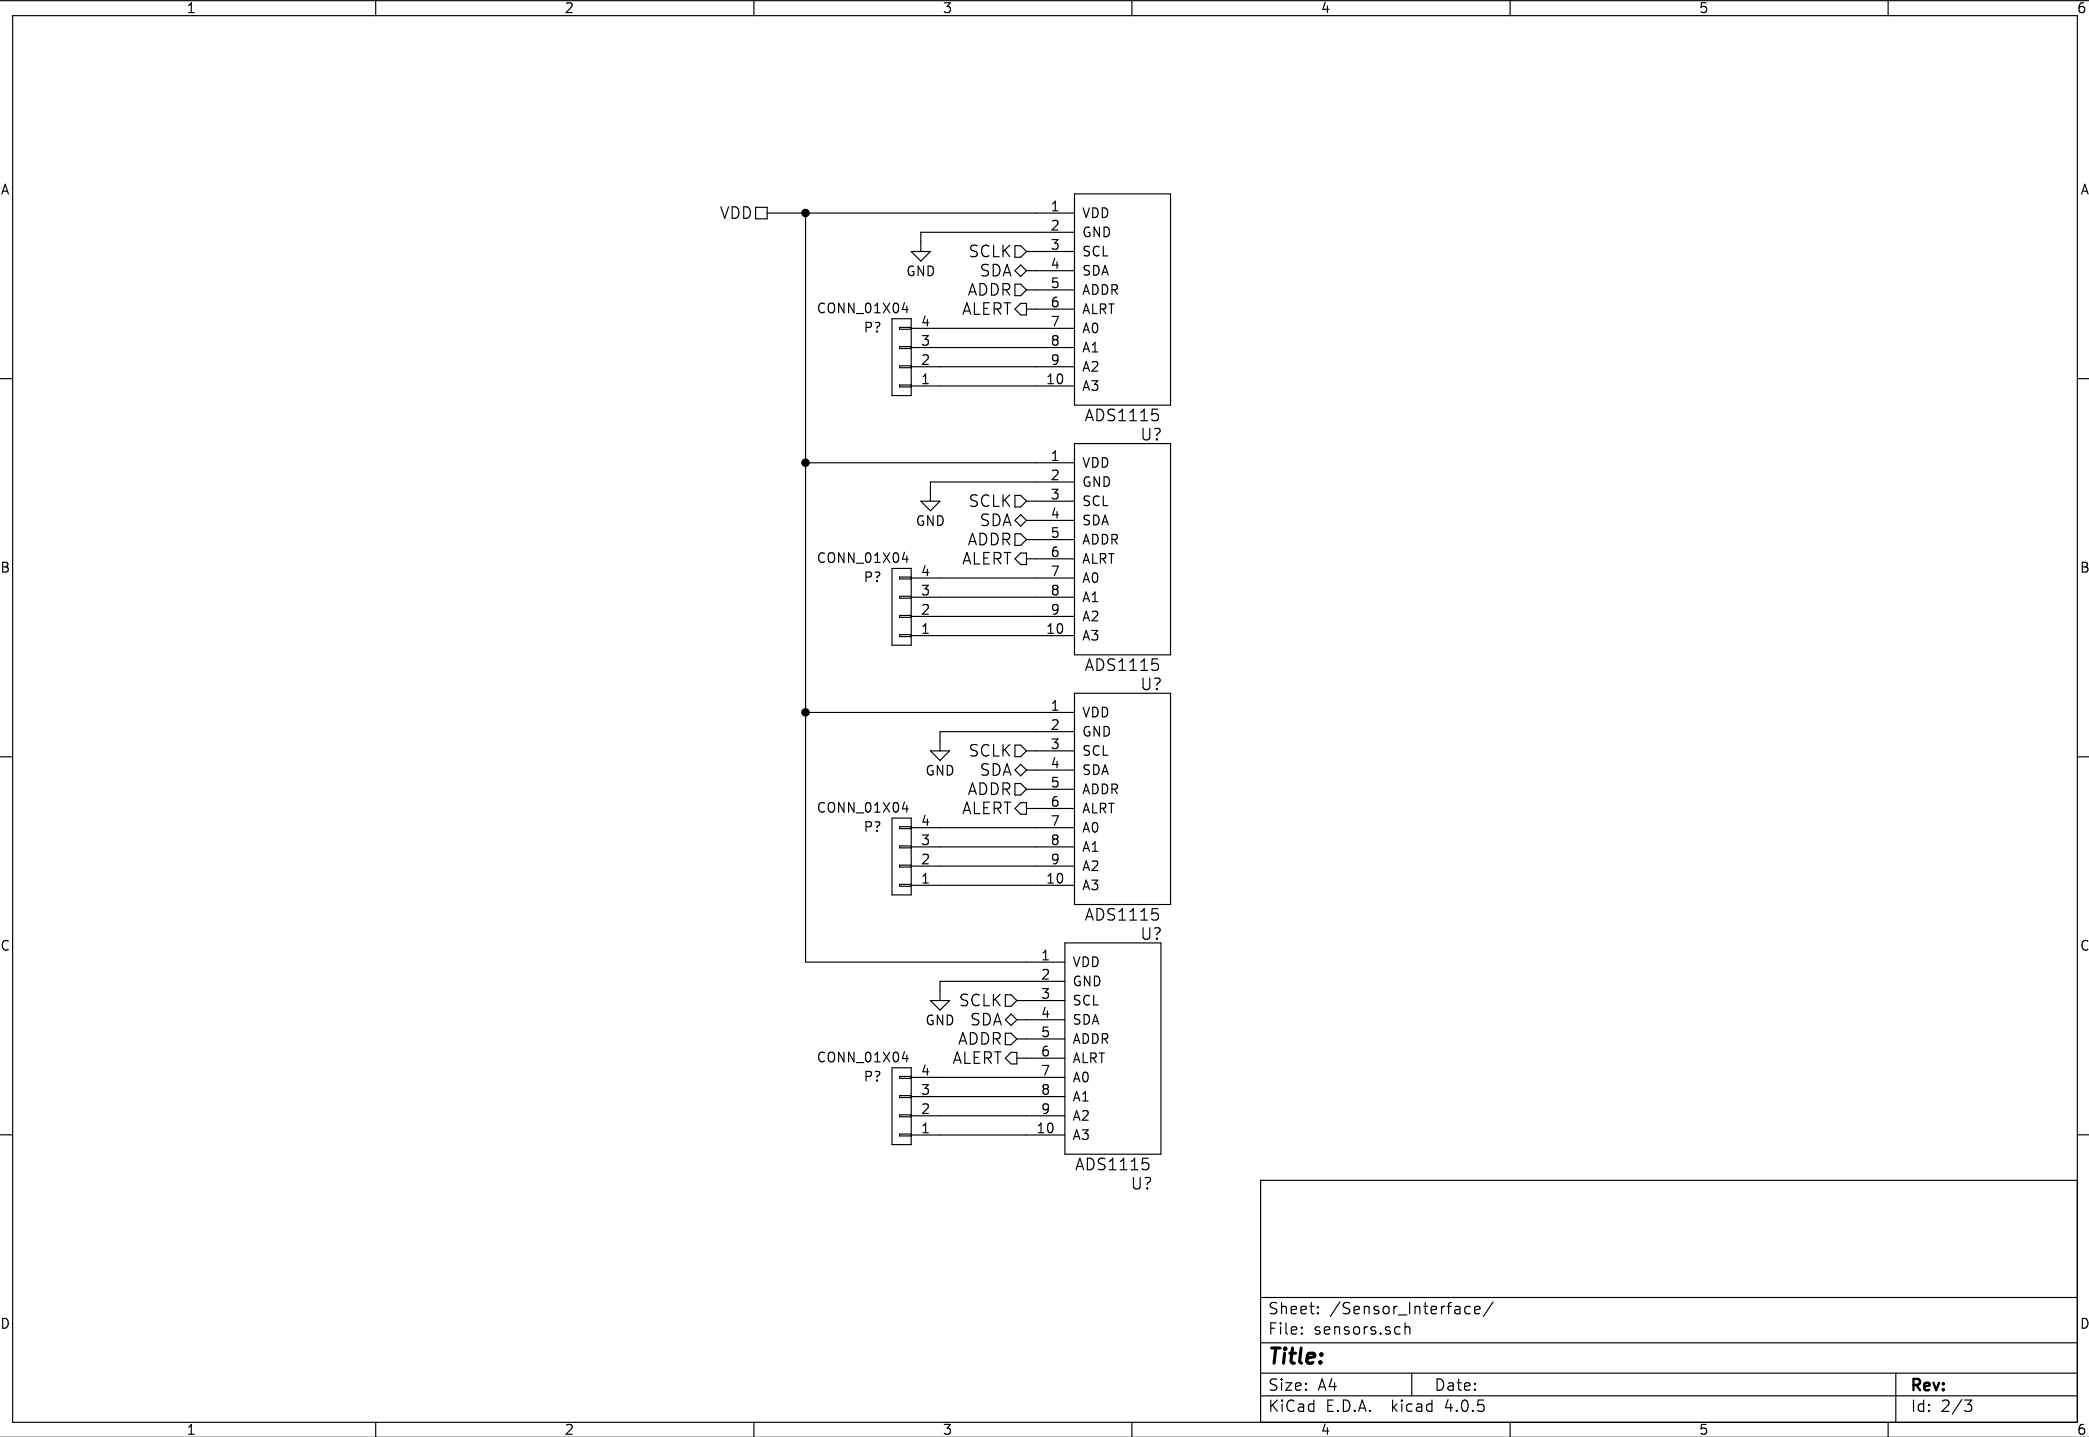 1 2 3 4 5 6
A A
VDD 1 VDD
2 GND
SCLK 3 SCL
GND SDA 4 SDA
ADDR 5 ADDR
CONN_01X04 ALERT 6 ALRT
P? 4 7 A0
3 8 A1
2 9 A2
1 10 A3
ADS1115
U?
1 VDD
2 GND
SCLK 3 SCL
GND SDA 4 SDA
ADDR 5 ADDR
CONN_01X04 ALERT 6 ALRT
B P? 4 7 A0 B
3 8 A1
2 9 A2
1 10 A3
ADS1115
U?
1 VDD
2 GND
SCLK 3 SCL
GND SDA 4 SDA
ADDR 5 ADDR
CONN_01X04 ALERT 6 ALRT
P? 4 7 A0
3 8 A1
2 9 A2
1 10 A3
ADS1115
U?
C C
1 VDD
2 GND
SCLK 3 SCL
GND SDA 4 SDA
ADDR 5 ADDR
CONN_01X04 ALERT 6 ALRT
P? 4 7 A0
3 8 A1
2 9 A2
1 10 A3
ADS1115
U?
Sheet: /Sensor_Interface/
D D
File: sensors.sch
Title:
Size: A4 Date: Rev:
KiCad E.D.A. kicad 4.0.5 Id: 2/3
1 2 3 4 5 6